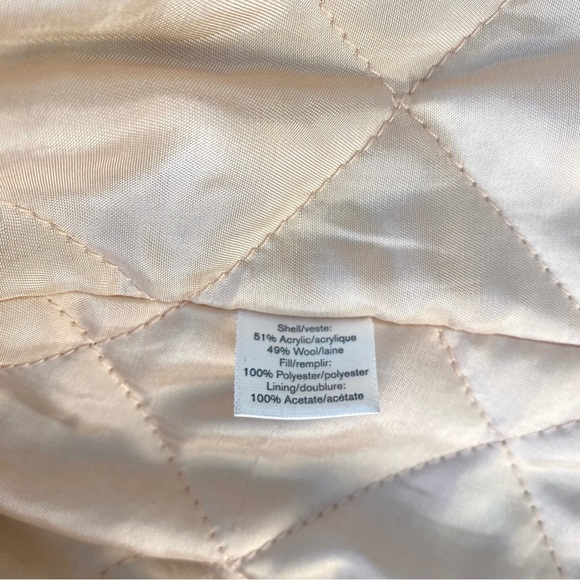 Shell/veste:
51% Acrylic/acrylique
49% Wool/laine
Fill/remplir:
100% Polyester/polyester
Lining/doublure:
100% Acetate/acétate